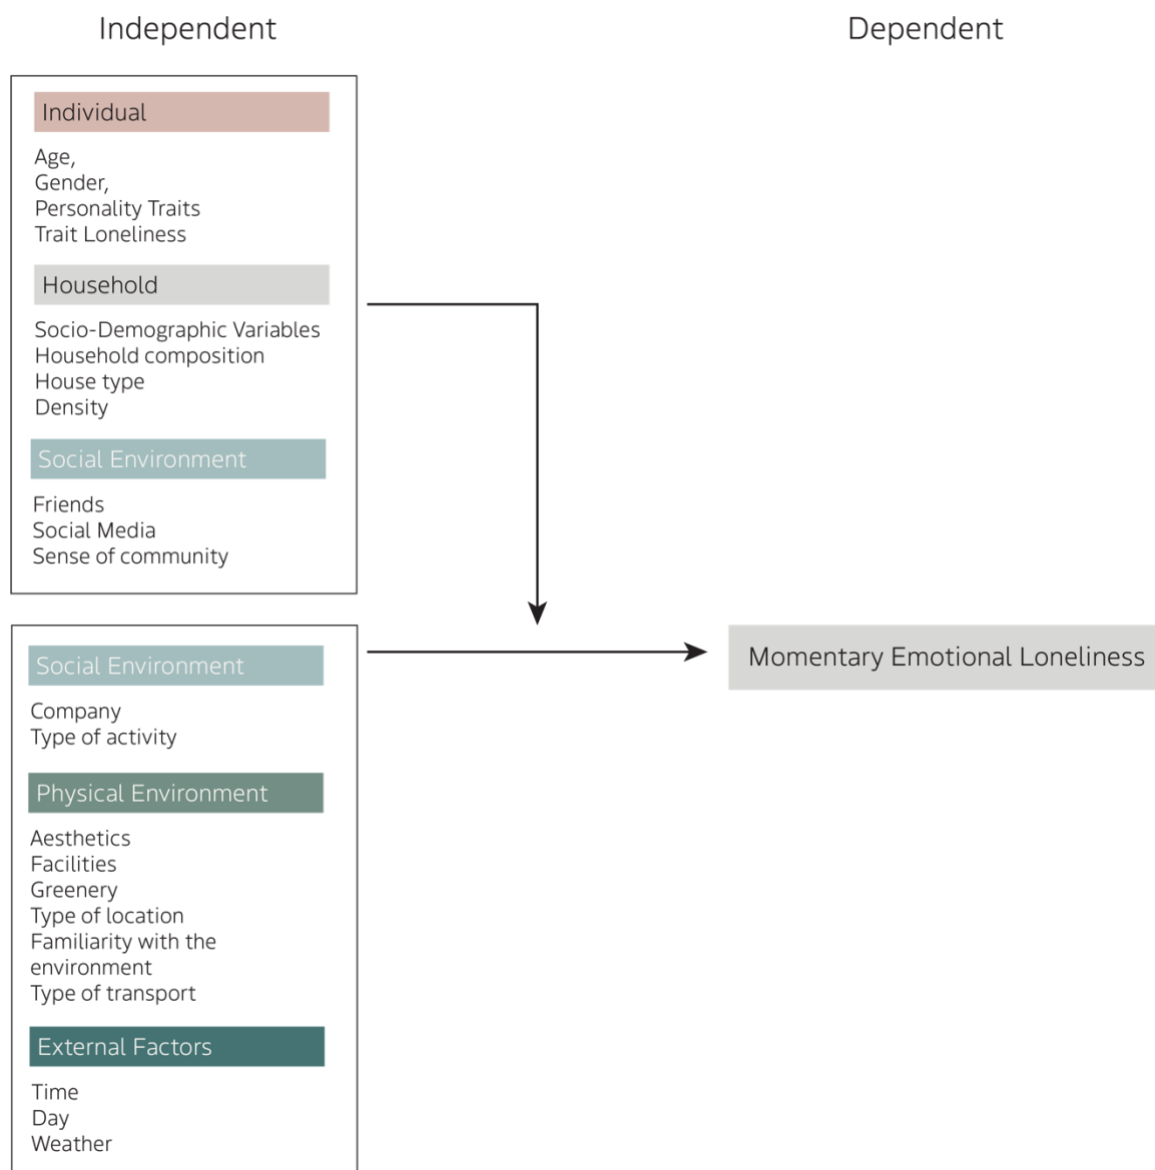 Independent
Dependent
Individual
Age,
Gender,
Personality Traits
Trait Loneliness
Household
Socio-Demographic Variables
Household composition
House type
Density
Social Environment
Friends
Social Media
Sense of community
Social Environment
Company
Type of activity
Physical Environment
Aesthetics
Facilities
Greenery
Type of location
Familiarity with the
environment
Type of transport
External Factors
Time
Day
Weather
Momentary Emotional Loneliness